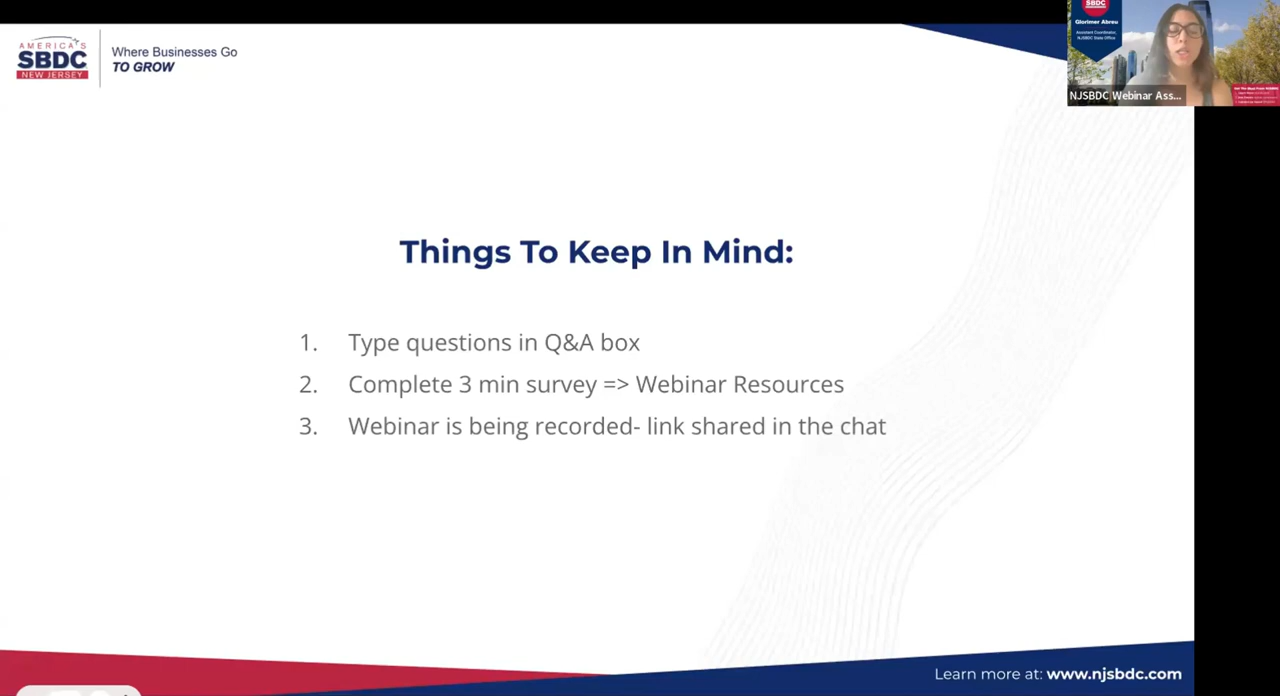 AMERICA'S
SBDC
NEW JERSEY
Where Businesses Go
TO GROW
SBDC
Glorimer Abreu
Assistant Coordinator,
NJSBDC State Office
NJSBDC Webinar Ass...
Things To Keep In Mind:
1. Type questions in Q&A box
2. Complete 3 min survey => Webinar Resources
3. Webinar is being recorded- link shared in the chat
Learn more at: www.njsbdc.com